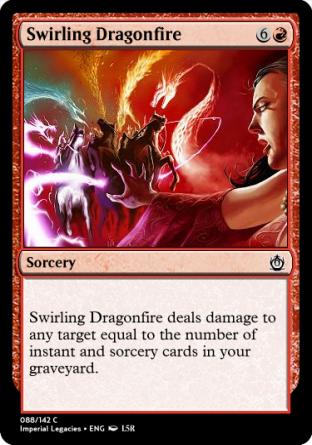 Swirling Dragonfire 6
Sorcery
Swirling Dragonfire deals damage to
any target equal to the number of
instant and sorcery cards in your
graveyard.
088/142 C
Imperial Legacies • ENG LSR